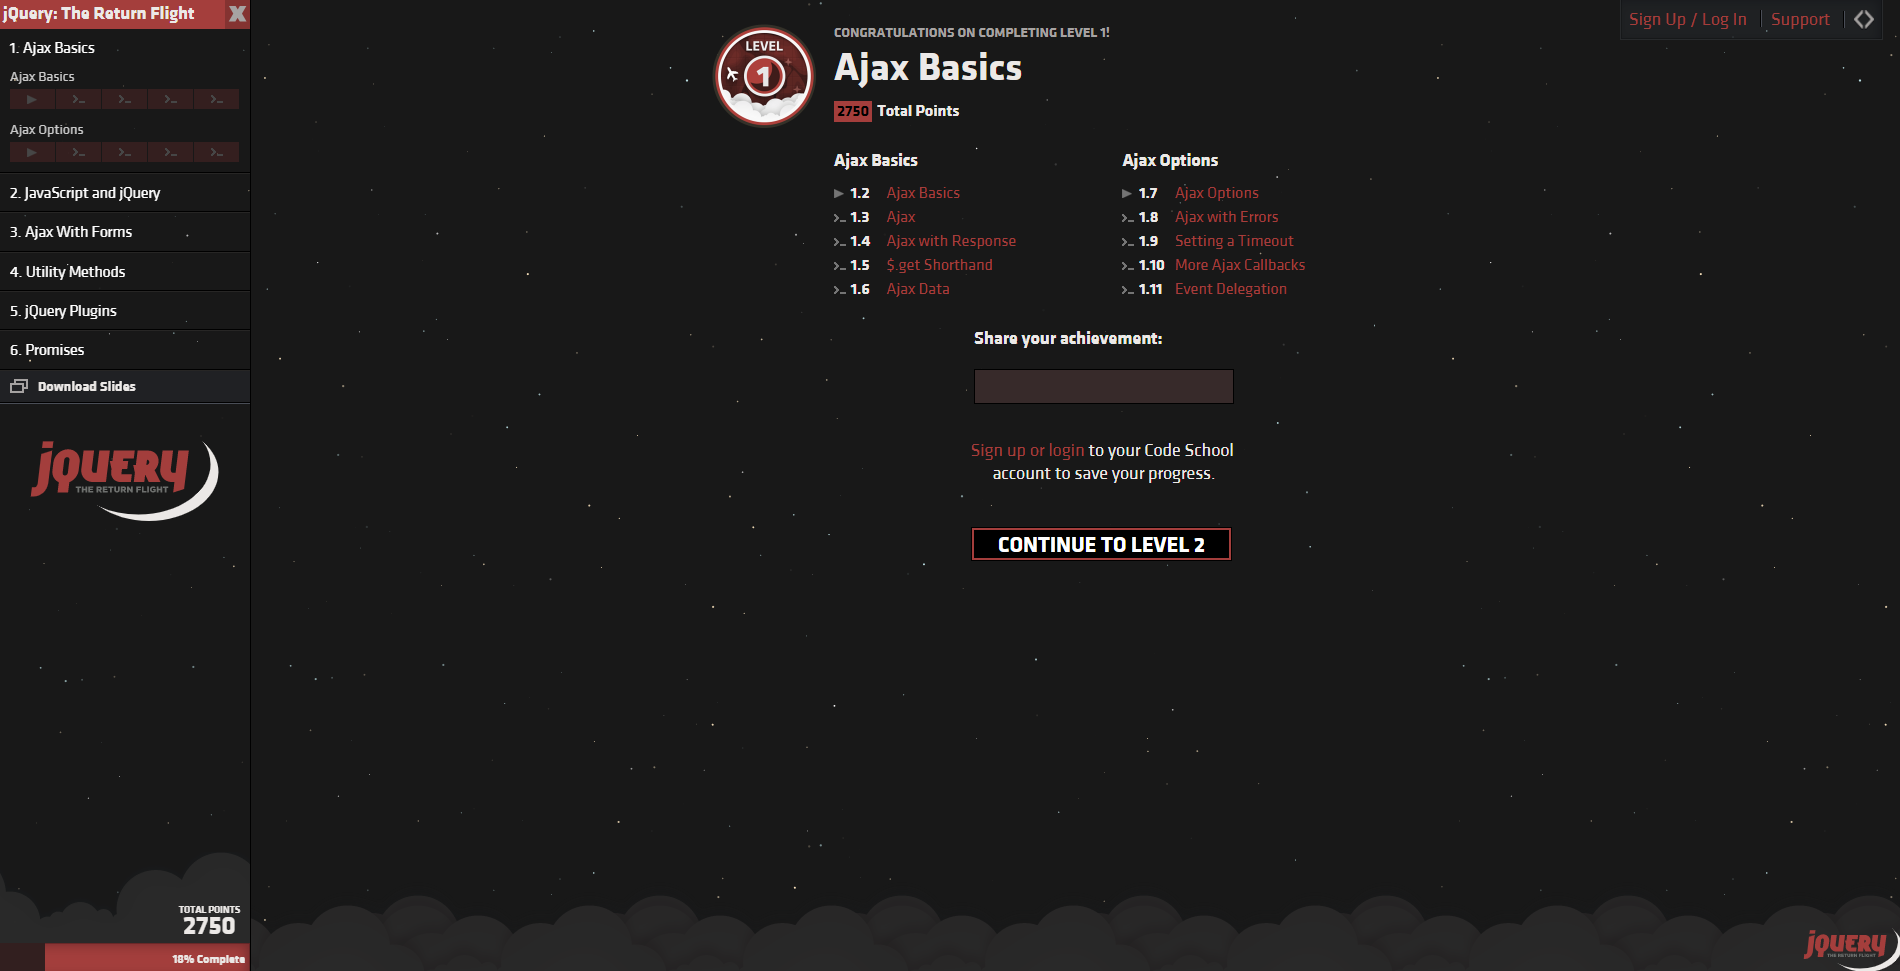 jQuery: The Return Flight X
1. Ajax Basics
Ajax Basics
Ajax Options
2. JavaScript and jQuery
3. Ajax With Forms
4. Utility Methods
5. jQuery Plugins
6. Promises
Download Slides
jQUERY
THE RETURN FLIGHT
TOTAL POINTS
2750
18% Complete
LEVEL
1
CONGRATULATIONS ON COMPLETING LEVEL 1!
Ajax Basics
2750 Total Points
Ajax Basics
1.2 Ajax Basics
1.3 Ajax
1.4 Ajax with Response
1.5 $.get Shorthand
1.6 Ajax Data
Ajax Options
1.7 Ajax Options
1.8 Ajax with Errors
1.9 Setting a Timeout
1.10 More Ajax Callbacks
1.11 Event Delegation
Share your achievement:
Sign up or login to your Code School
account to save your progress.
CONTINUE TO LEVEL 2
Sign Up / Log In
Support
jQUERY
THE RETURN FLIGHT